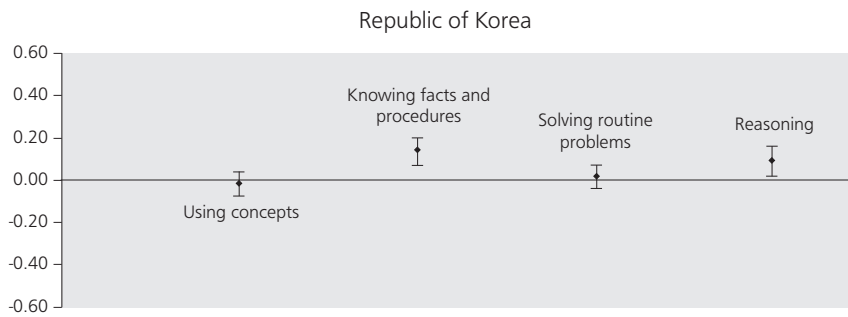 Republic of Korea
0.60
0.40
0.20
0.00
-0.20
-0.40
-0.60
Knowing facts and
procedures
Solving routine
problems
Reasoning
Using concepts